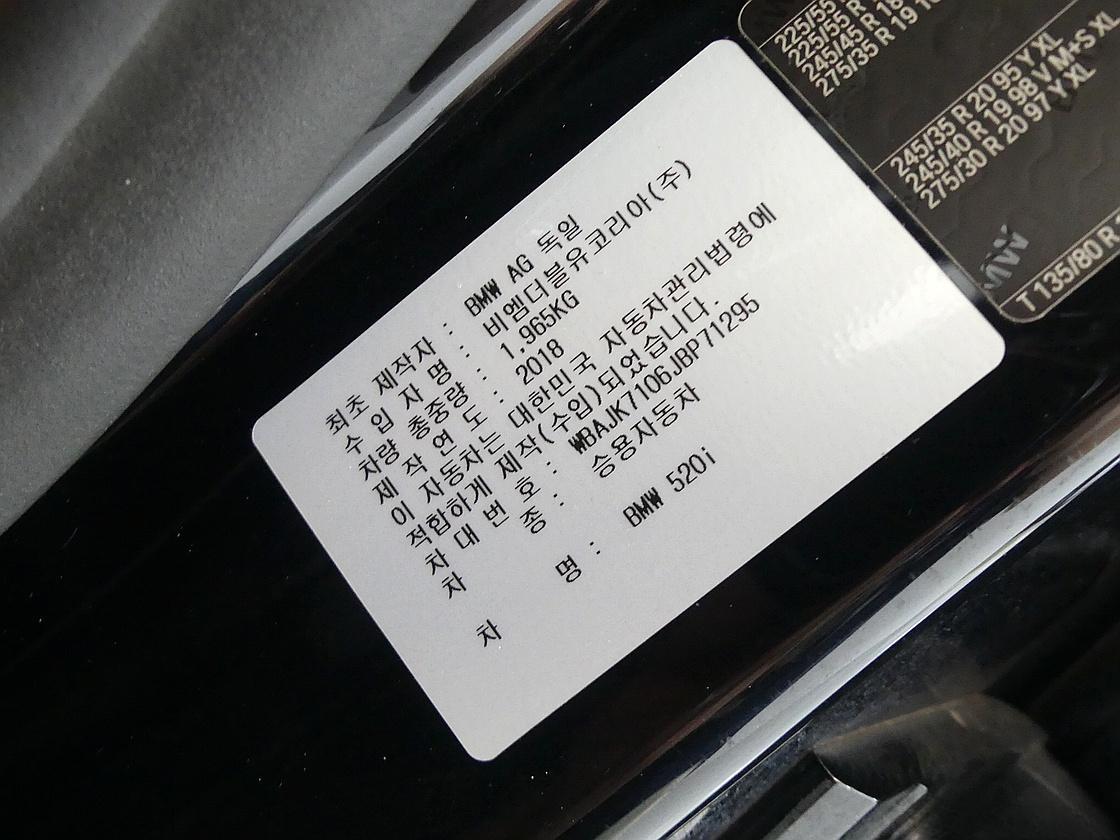 최초 제작자 : BMW AG 독일
수 입 자 명 : 비엠더블유코리아(주)
차량 총중량 : 1,965KG
제 작 연 도 : 2018
이 자동차는 대한민국 자동차관리법령에
적합하게 제작(수입)되었습니다.
차 대 번 호 : WBAJK7106JBP71295
차 종 : 승용자동차
차 명 : BMW 520i
225/55
225/55 R
245/45 R 18
275/35 R 19
245/35 R 20 95 Y XL
245/40 R 19 98 V M+S XL
275/30 R 20 97 Y XL
T 135/80 R